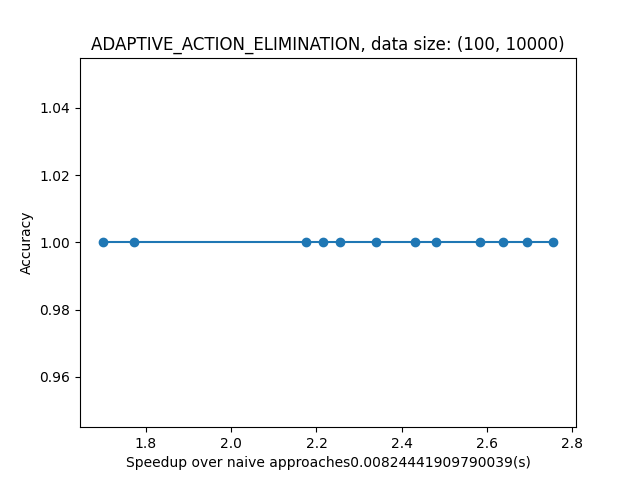 ADAPTIVE_ACTION_ELIMINATION, data size: (100, 10000)
1.04
1.02
1.00
0.98
0.96
Accuracy
1.8 2.0 2.2 2.4 2.6 2.8
Speedup over naive approaches0.00824441909790039(s)